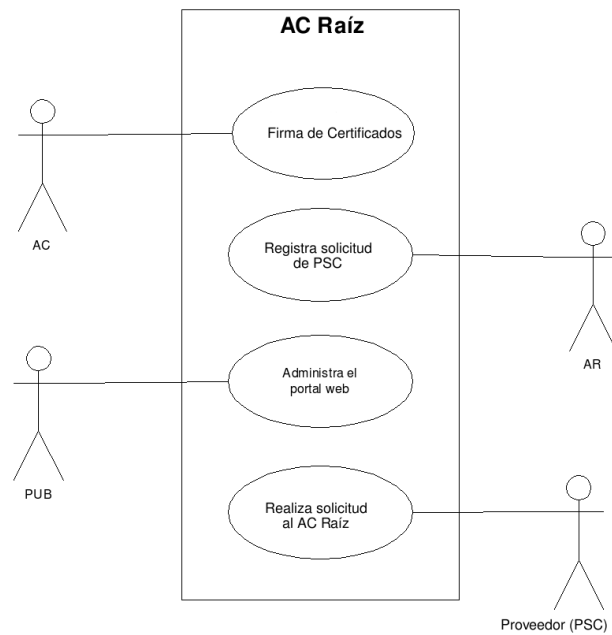 AC Raíz
Firma de Certificados
AC
Registra solicitud
de PSC
AR
Administra el
portal web
PUB
Realiza solicitud
al AC Raíz
Proveedor (PSC)